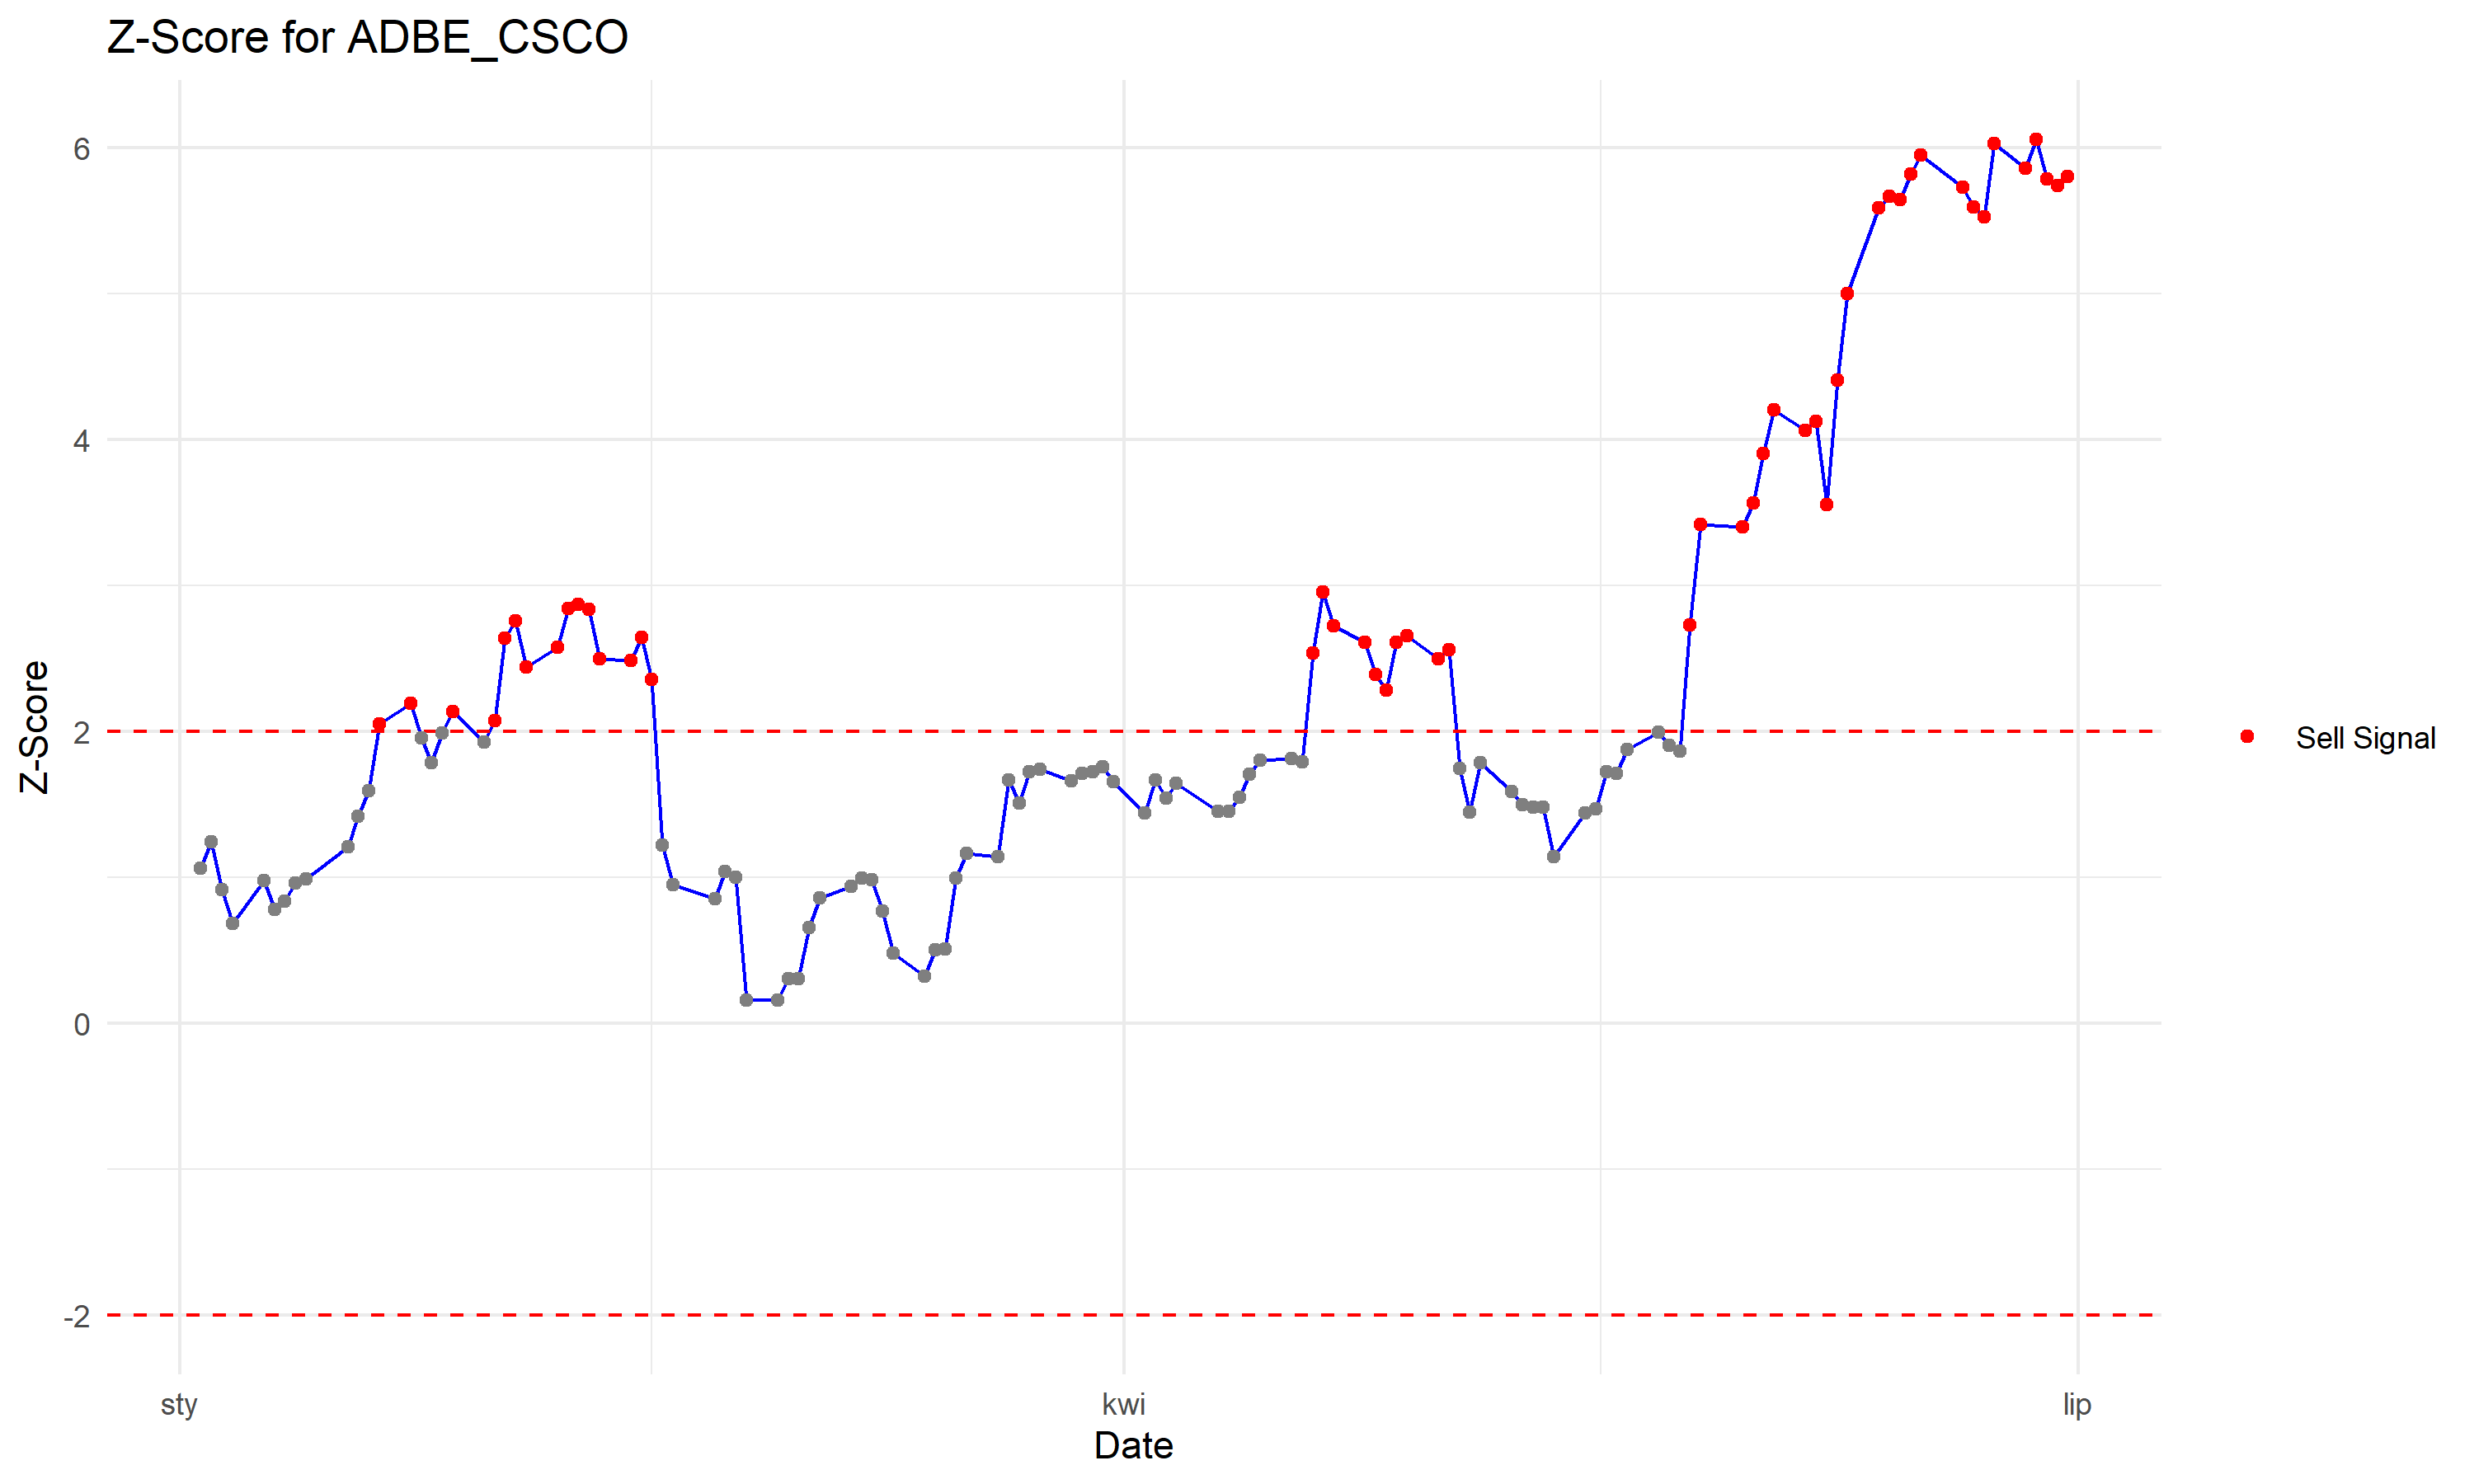 Z-Score for ADBE_CSCO
Z-Score
6
4
2
0
-2
sty
kwi
lip
Date
Sell Signal